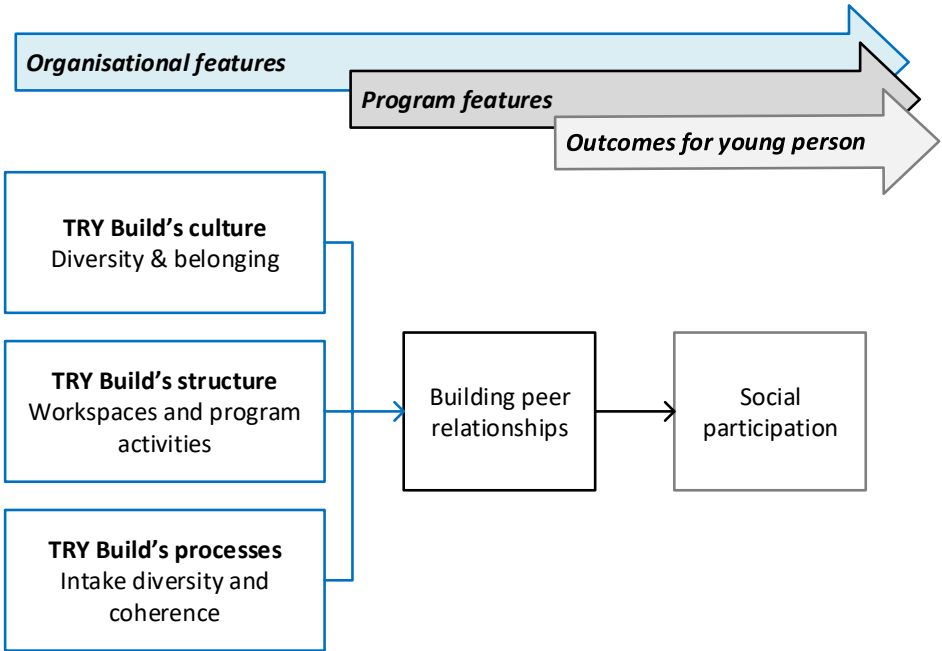 Organisational features
Program features
Outcomes for young person
TRY Build’s culture
Diversity & belonging
TRY Build’s structure
Workspaces and program
activities
Building peer
relationships
Social
participation
TRY Build’s processes
Intake diversity and
coherence